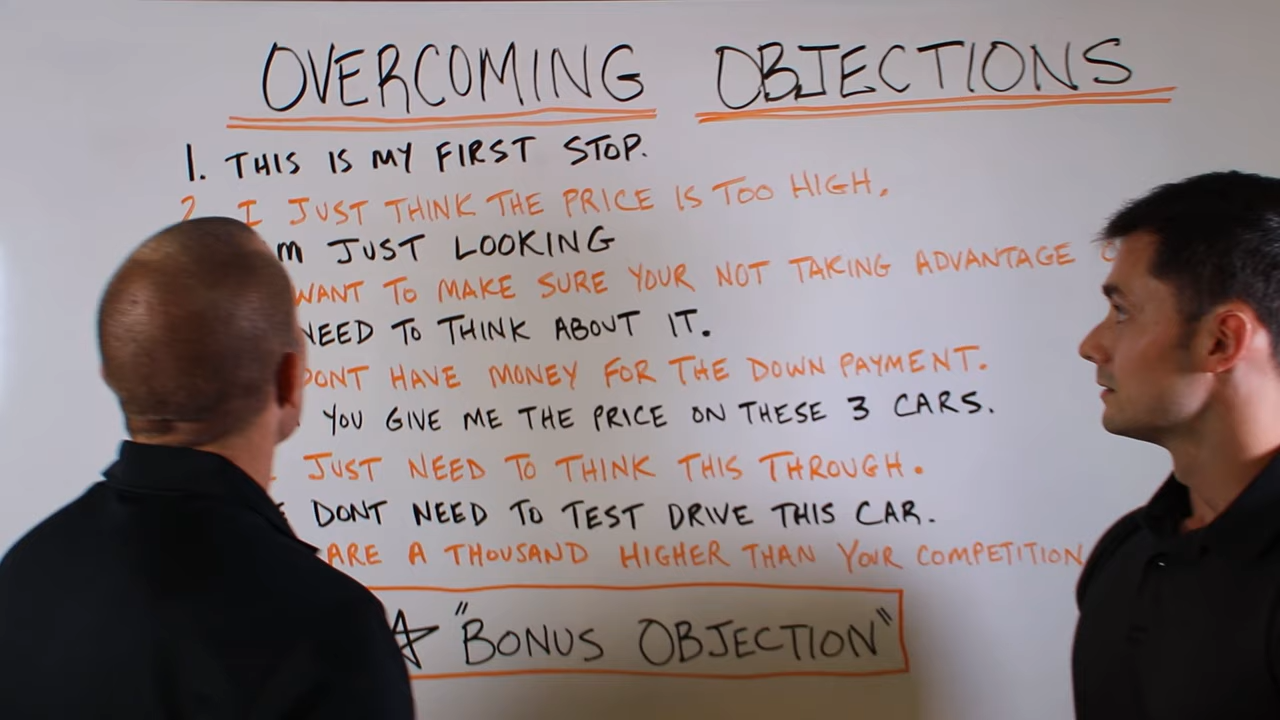 OVERCOMING OBJECTIONS
1. THIS IS MY FIRST STOP.
2. I JUST THINK THE PRICE IS TOO HIGH.
JUST LOOKING
WANT TO MAKE SURE YOUR NOT TAKING ADVANTAGE
NEED TO THINK ABOUT IT.
DONT HAVE MONEY FOR THE DOWN PAYMENT.
YOU GIVE ME THE PRICE ON THESE 3 CARS.
JUST NEED TO THINK THIS THROUGH.
DONT NEED TO TEST DRIVE THIS CAR.
ARE A THOUSAND HIGHER THAN YOUR COMPETITION
"BONUS OBJECTION"